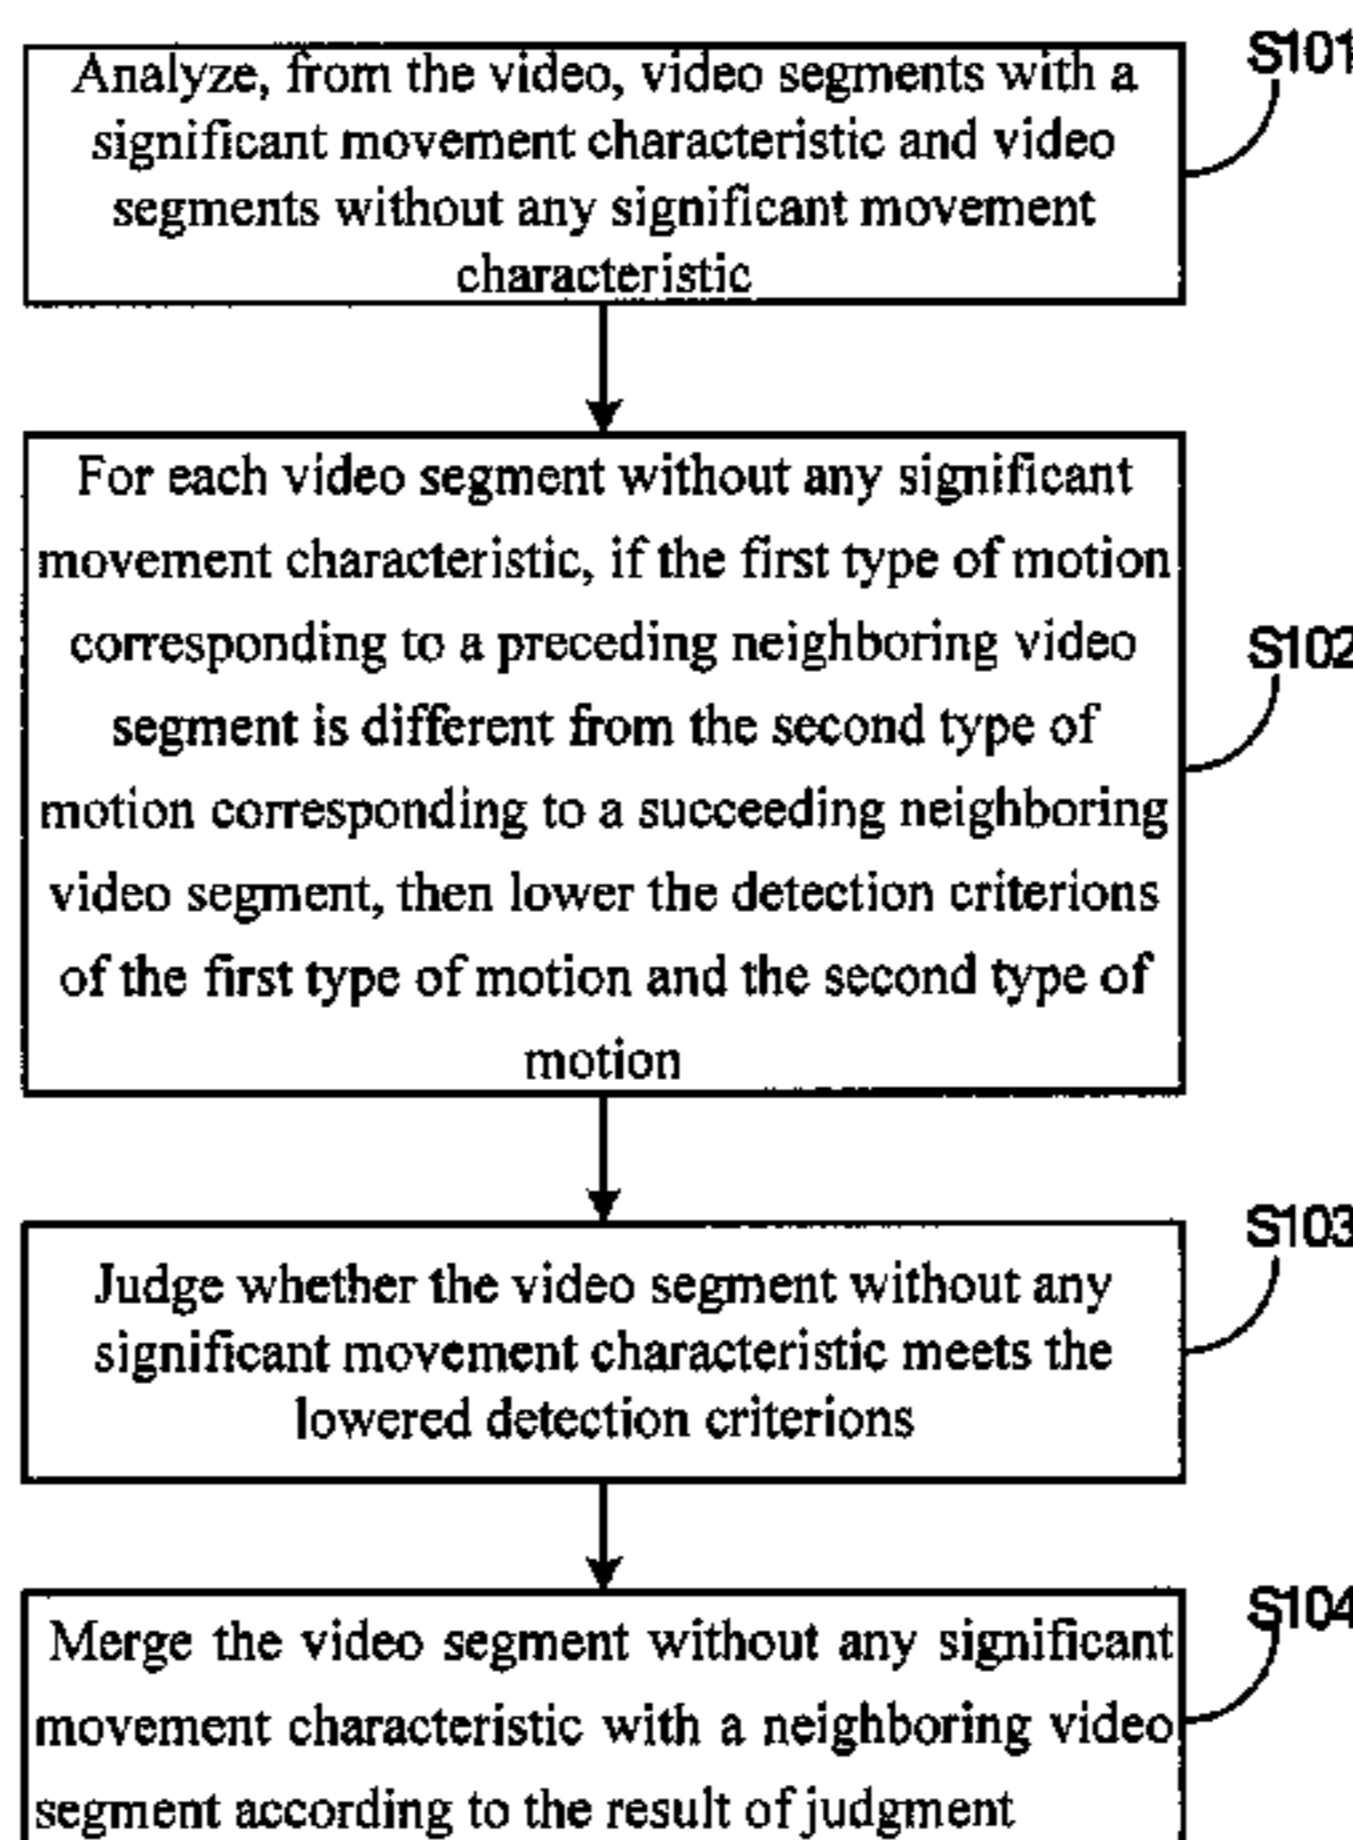 S101
Analyze, from the video, video segments with a
significant movement characteristic and video
segments without any significant movement
characteristic
For each video segment without any significant
movement characteristic, if the first type of motion
corresponding to a preceding neighboring video
segment is different from the second type of
motion corresponding to a succeeding neighboring
video segment, then lower the detection criterions
of the first type of motion and the second type of
motion
S102
Judge whether the video segment without any
significant movement characteristic meets the
lowered detection criterions
S103
Merge the video segment without any significant
movement characteristic with a neighboring video
segment according to the result of judgment
S104